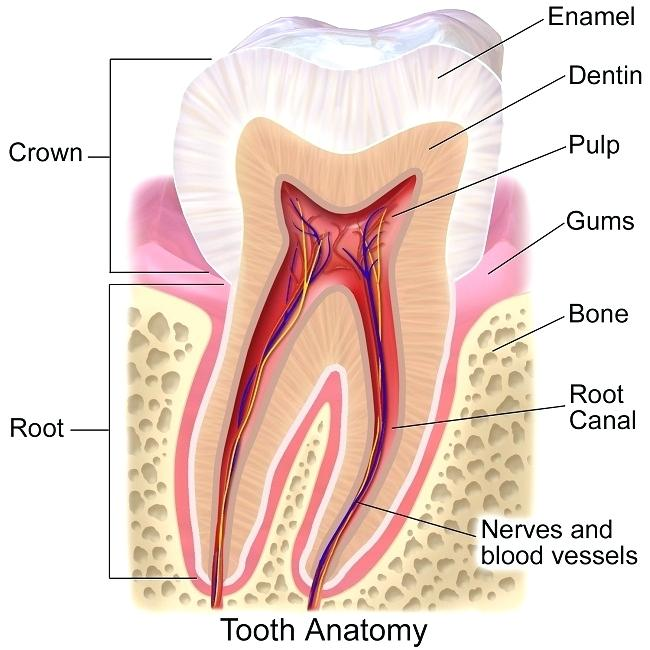 Enamel
Dentin
Crown
Pulp
Gums
Bone
Root
Canal
Root
Nerves and
blood vessels
Tooth Anatomy